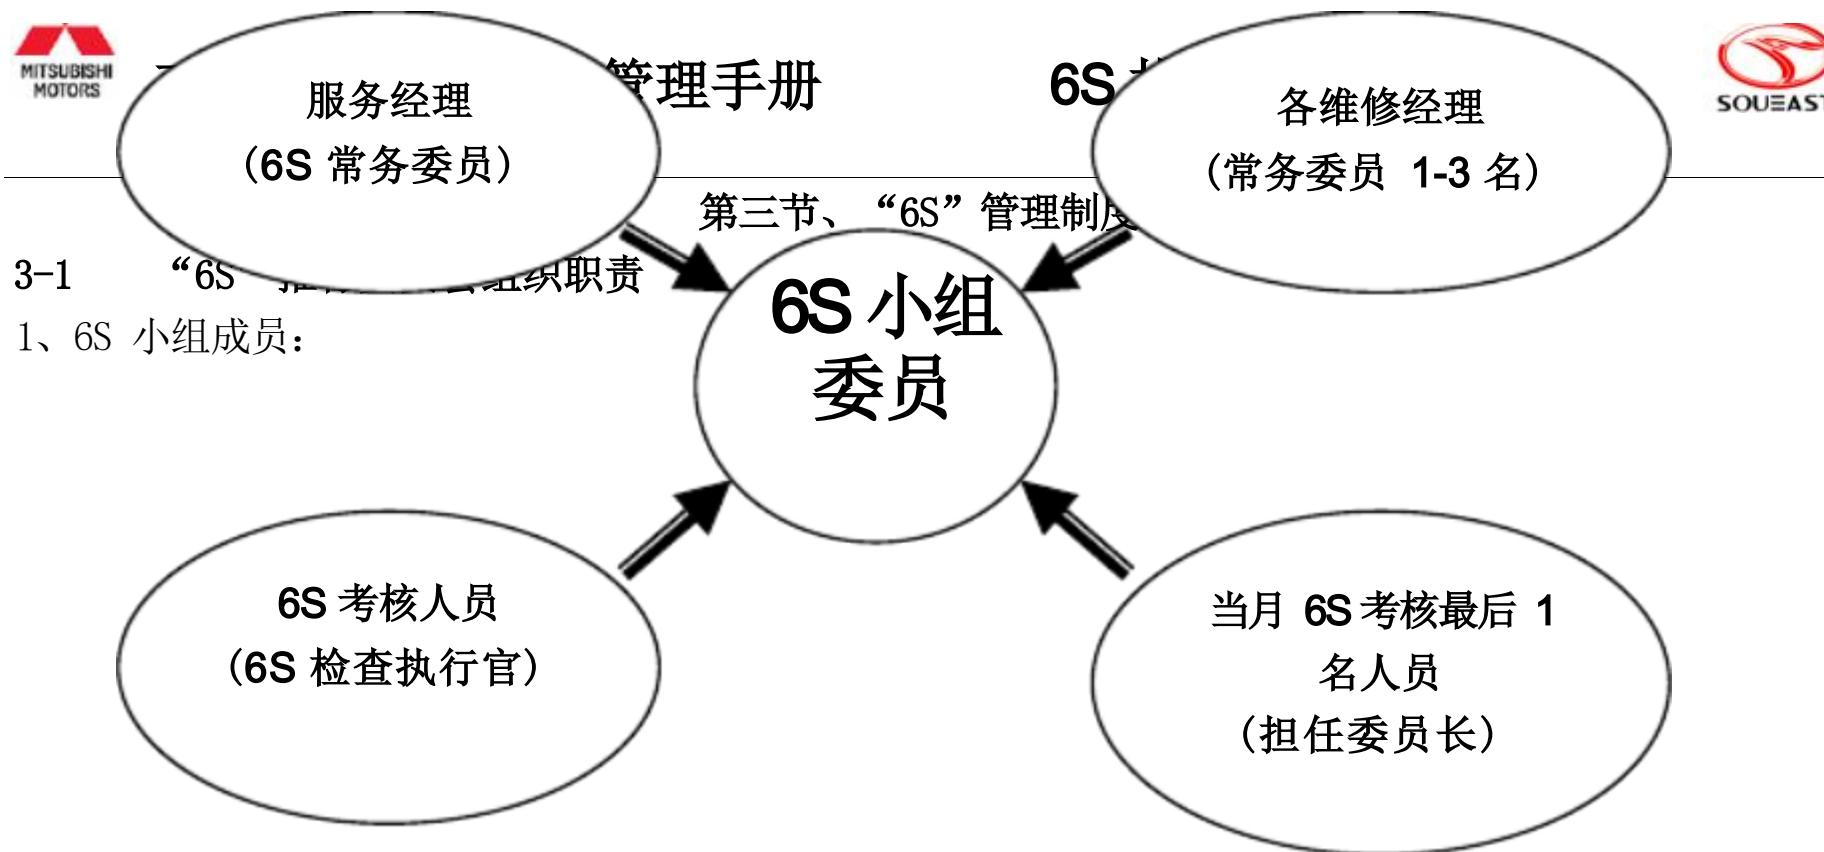 MITSUBISHI
MOTORS
管理手册
6S
SOUEAST
服务经理
(6S 常务委员)
各维修经理
(常务委员 1-3 名)
第三节、“6S”管理制度
3-1 “6S 组织职责
1、6S 小组成员：
6S 小组
委员
6S 考核人员
(6S 检查执行官)
当月 6S 考核最后 1
名人员
(担任委员长)